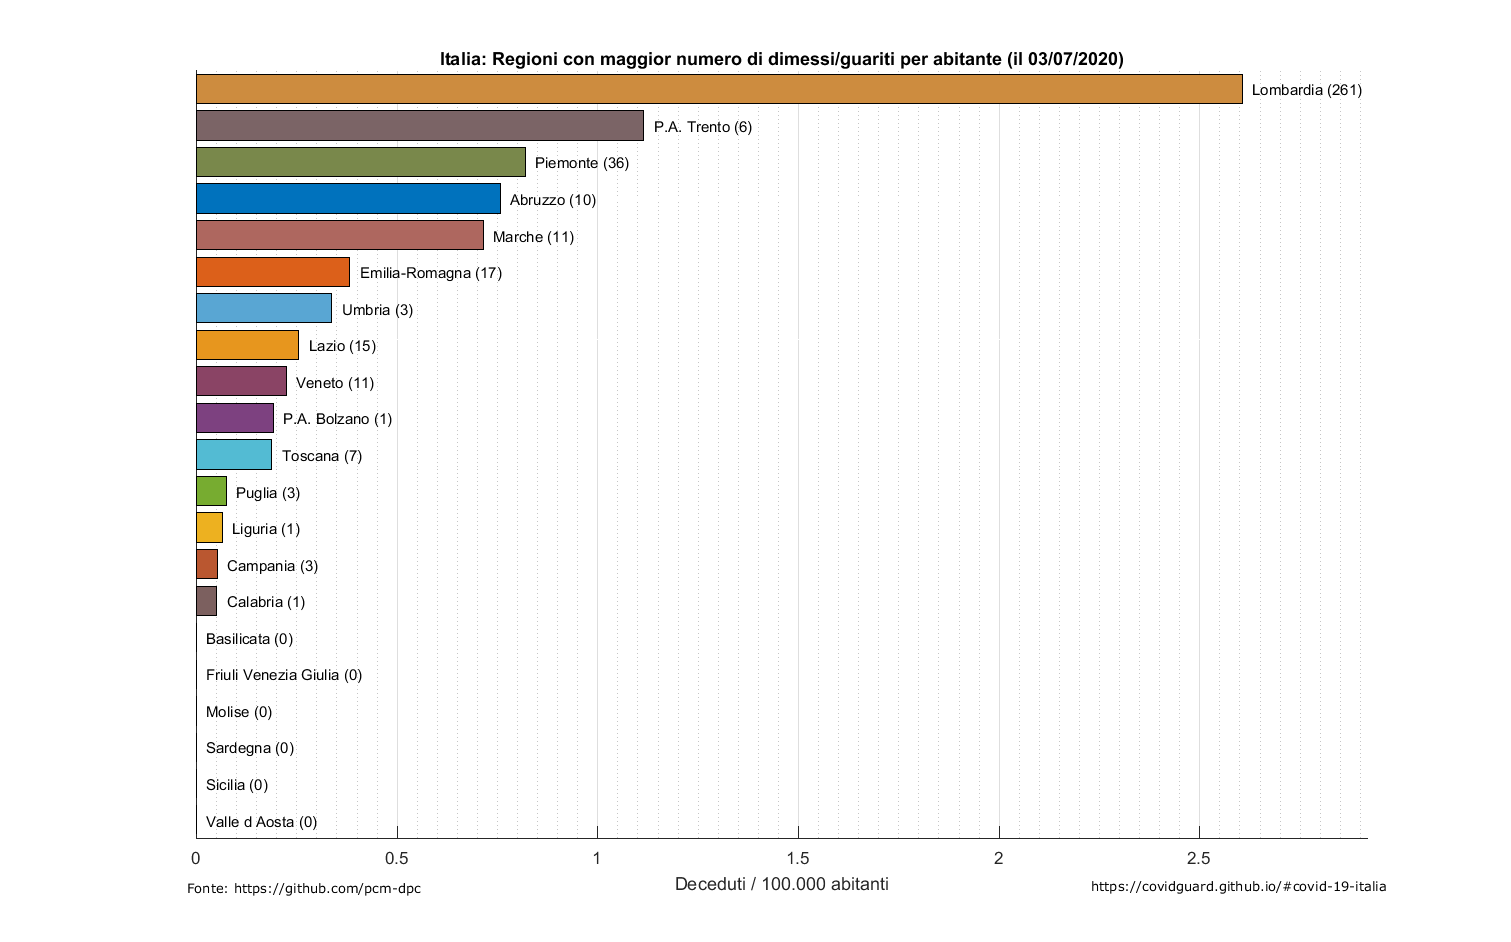 Italia: Regioni con maggior numero di dimessi/guariti per abitante (il 03/07/2020)
Lombardia (261)
P.A. Trento (6)
Piemonte (36)
Abruzzo (10)
Marche (11)
Emilia-Romagna (17)
Umbria (3)
Lazio (15)
Veneto (11)
P.A. Bolzano (1)
Toscana (7)
Puglia (3)
Liguria (1)
Campania (3)
Calabria (1)
Basilicata (0)
Friuli Venezia Giulia (0)
Molise (0)
Sardegna (0)
Sicilia (0)
Valle d Aosta (0)
0 0.5 1 1.5 2 2.5
Deceduti / 100.000 abitanti
Fonte: https://github.com/pcm-dpc
https://covidguard.github.io/#covid-19-italia